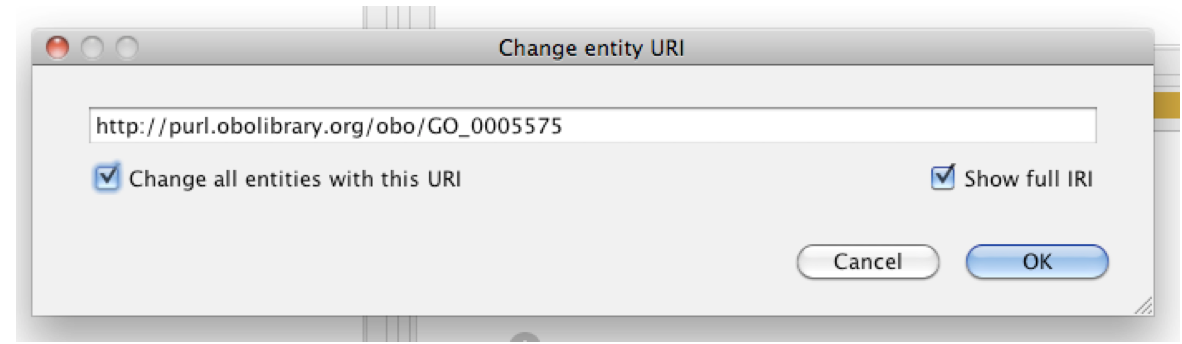 Change entity URI
http://purl.obolibrary.org/obo/GO_0005575
Change all entities with this URI
Show full IRI
Cancel
OK